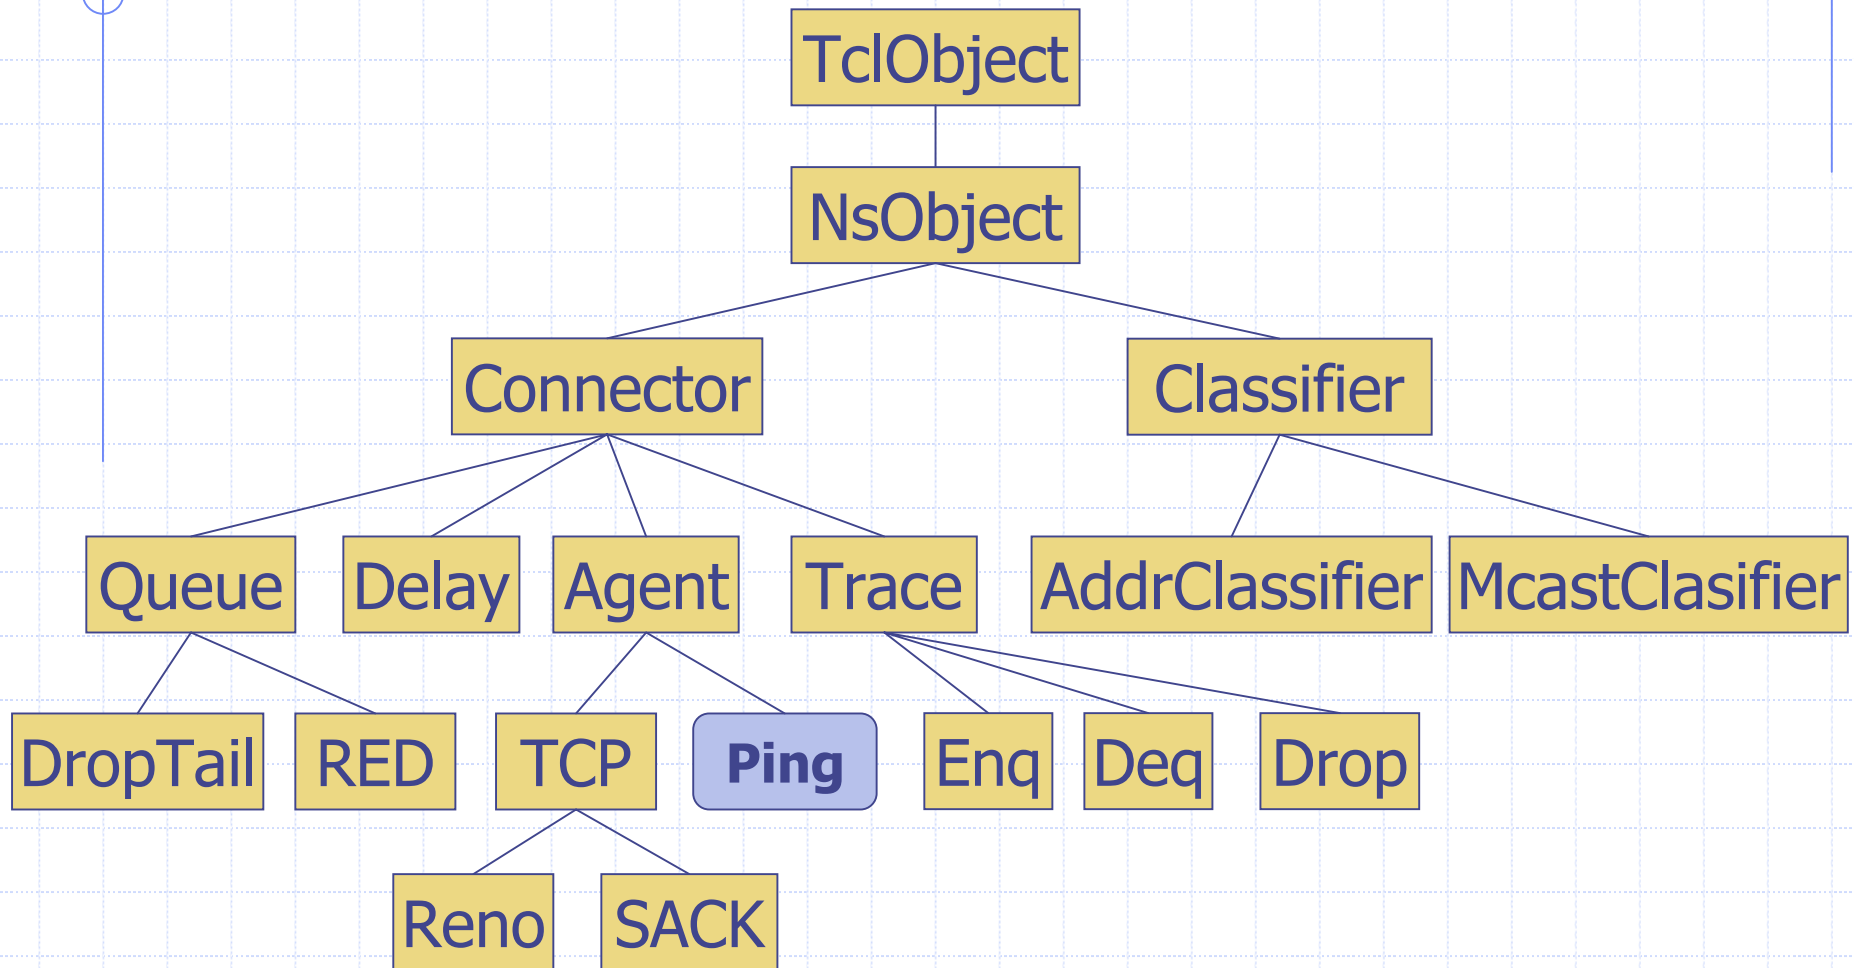 TclObject
NsObject
Connector
Classifier
Queue
Delay
Agent
Trace
AddrClassifier
McastClasifier
DropTail
RED
TCP
Ping
Enq
Deq
Drop
Reno
SACK